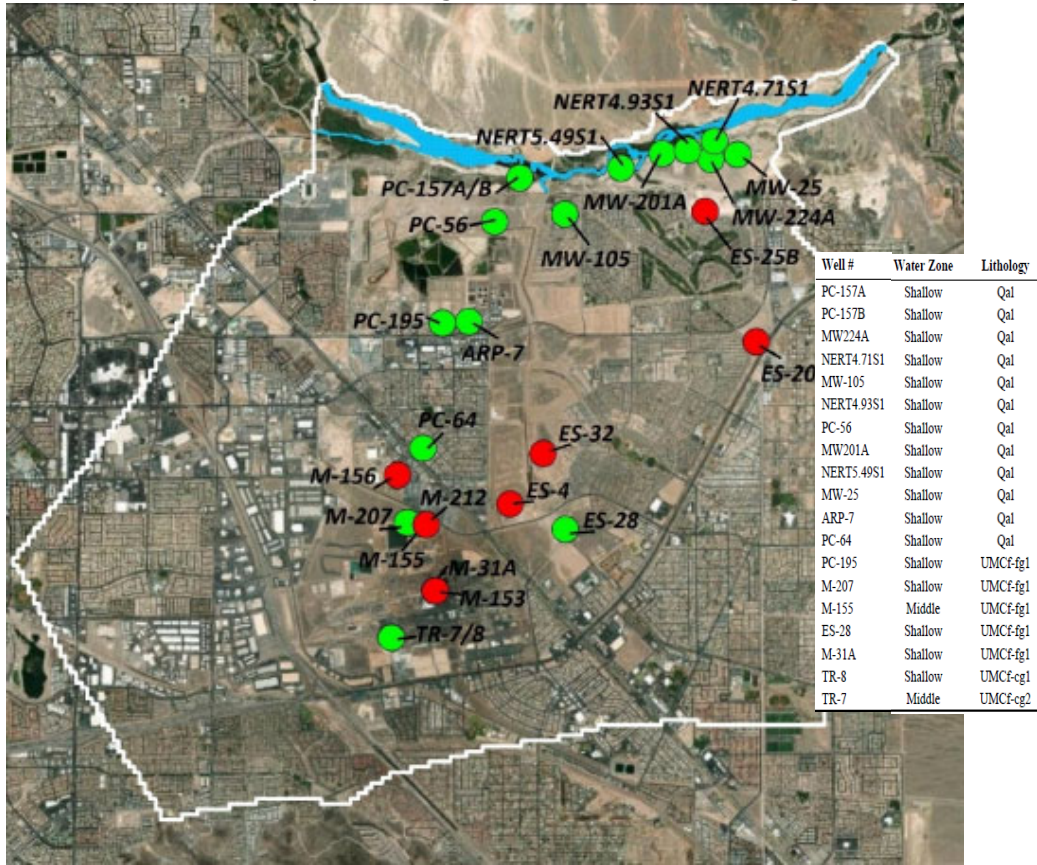 NERT4.71S1
NERT4.93S1
NERT5.49S1
PC-157A/B
MW-25
MW-201A
PC-56
MW-224A
MW-105
ES-25B
PC-195
ARP-7
ES-20
PC-64
ES-32
M-156
ES-4
M-212
M-207
ES-28
M-155
M-31A
M-153
TR-7/8
Well # Water Zone Lithology
PC-157A Shallow Qal
PC-157B Shallow Qal
MW224A Shallow Qal
NERT4.71S1 Shallow Qal
MW-105 Shallow Qal
NERT4.93S1 Shallow Qal
PC-56 Shallow Qal
MW201A Shallow Qal
NERT5.49S1 Shallow Qal
MW-25 Shallow Qal
ARP-7 Shallow Qal
PC-64 Shallow Qal
PC-195 Shallow UMCf-fg1
M-207 Shallow UMCf-fg1
M-155 Middle UMCf-fg1
ES-28 Shallow UMCf-fg1
M-31A Shallow UMCf-fg1
TR-8 Shallow UMCf-cg1
TR-7 Middle UMCf-cg2